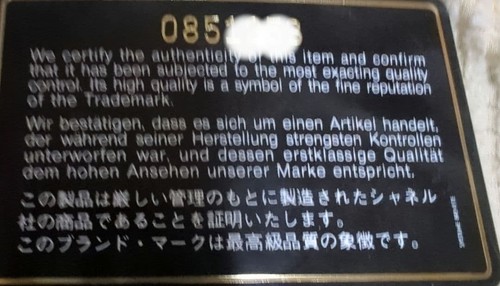 We certify the authenticity of this item and confirm
that it has been subjected to the most exacting quality
control. Its high quality is a symbol of the fine reputation
of the Trademark.
Wir bestätigen, dass es sich um einen Artikel handelt,
der während seiner Herstellung strengsten Kontrollen
unterworfen war, und dessen erstklassige Qualität
dem hohen Ansehen unserer Marke entspricht.
この製品は厳しい管理のもとに製造されたシャネル
社の商品であることを証明いたします。
このブランド・マークは最高級品質の象徴です。